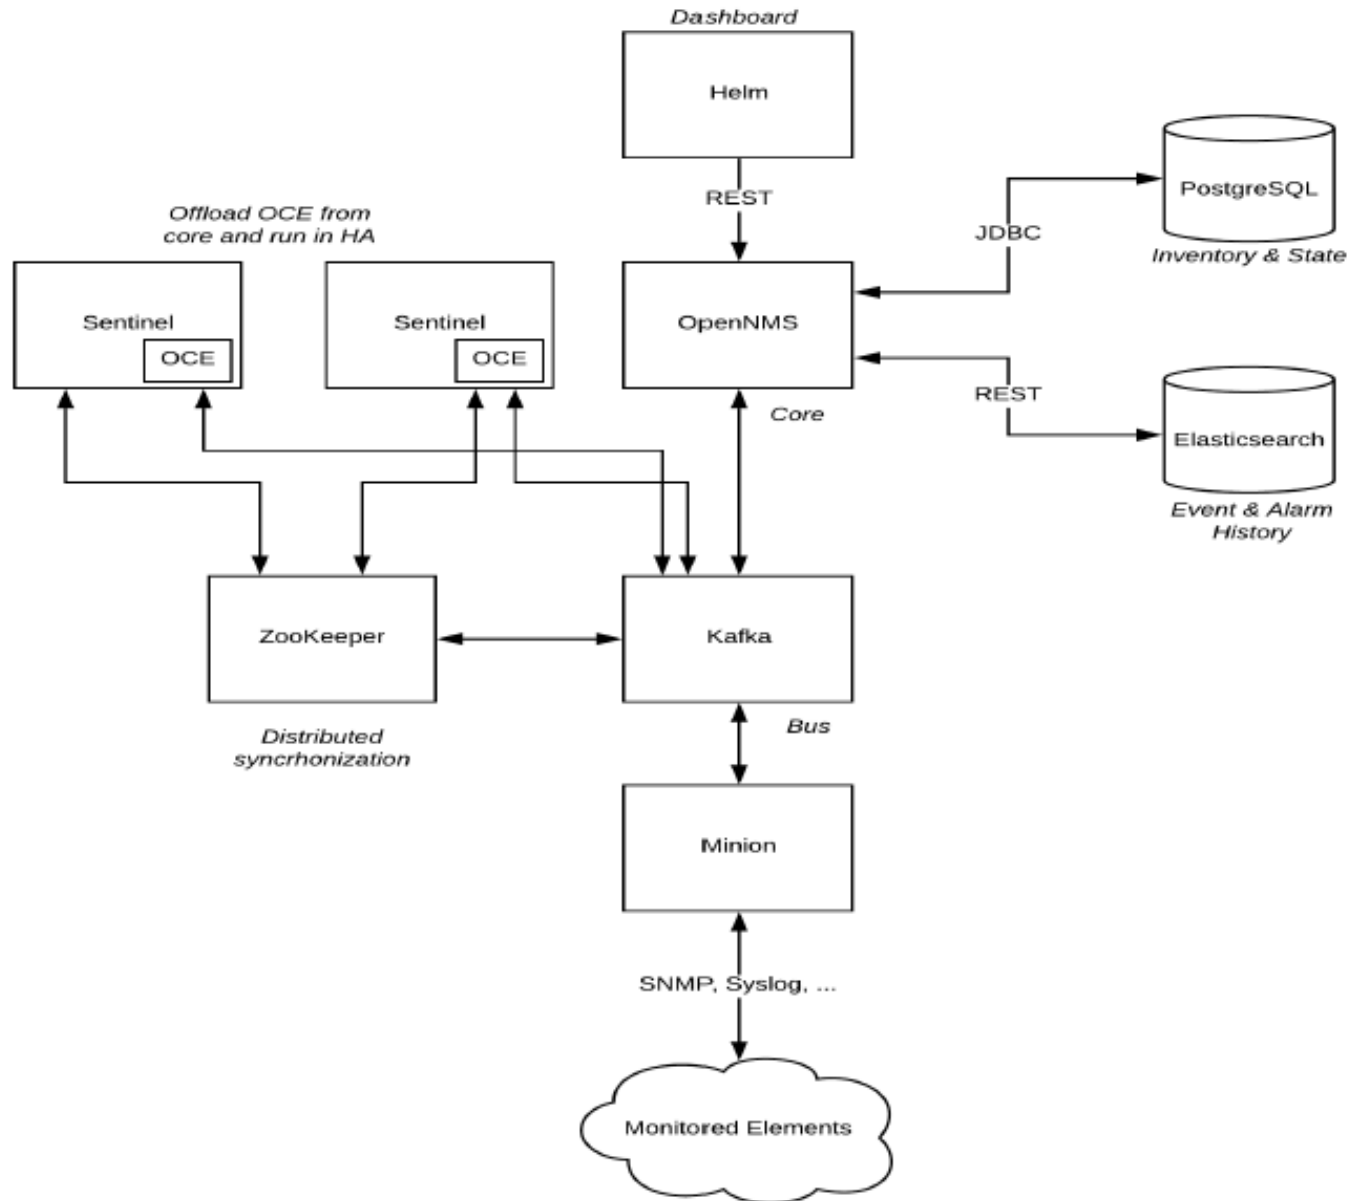 Dashboard
Helm
REST
PostgreSQL
JDBC
Inventory & State
Offload OCE from
core and run in HA
Sentinel
OCE
Sentinel
OCE
OpenNMS
Core
REST
Elasticsearch
Event & Alarm
History
ZooKeeper
Kafka
Distributed
syncrhonization
Bus
Minion
SNMP, Syslog, ...
Monitored Elements